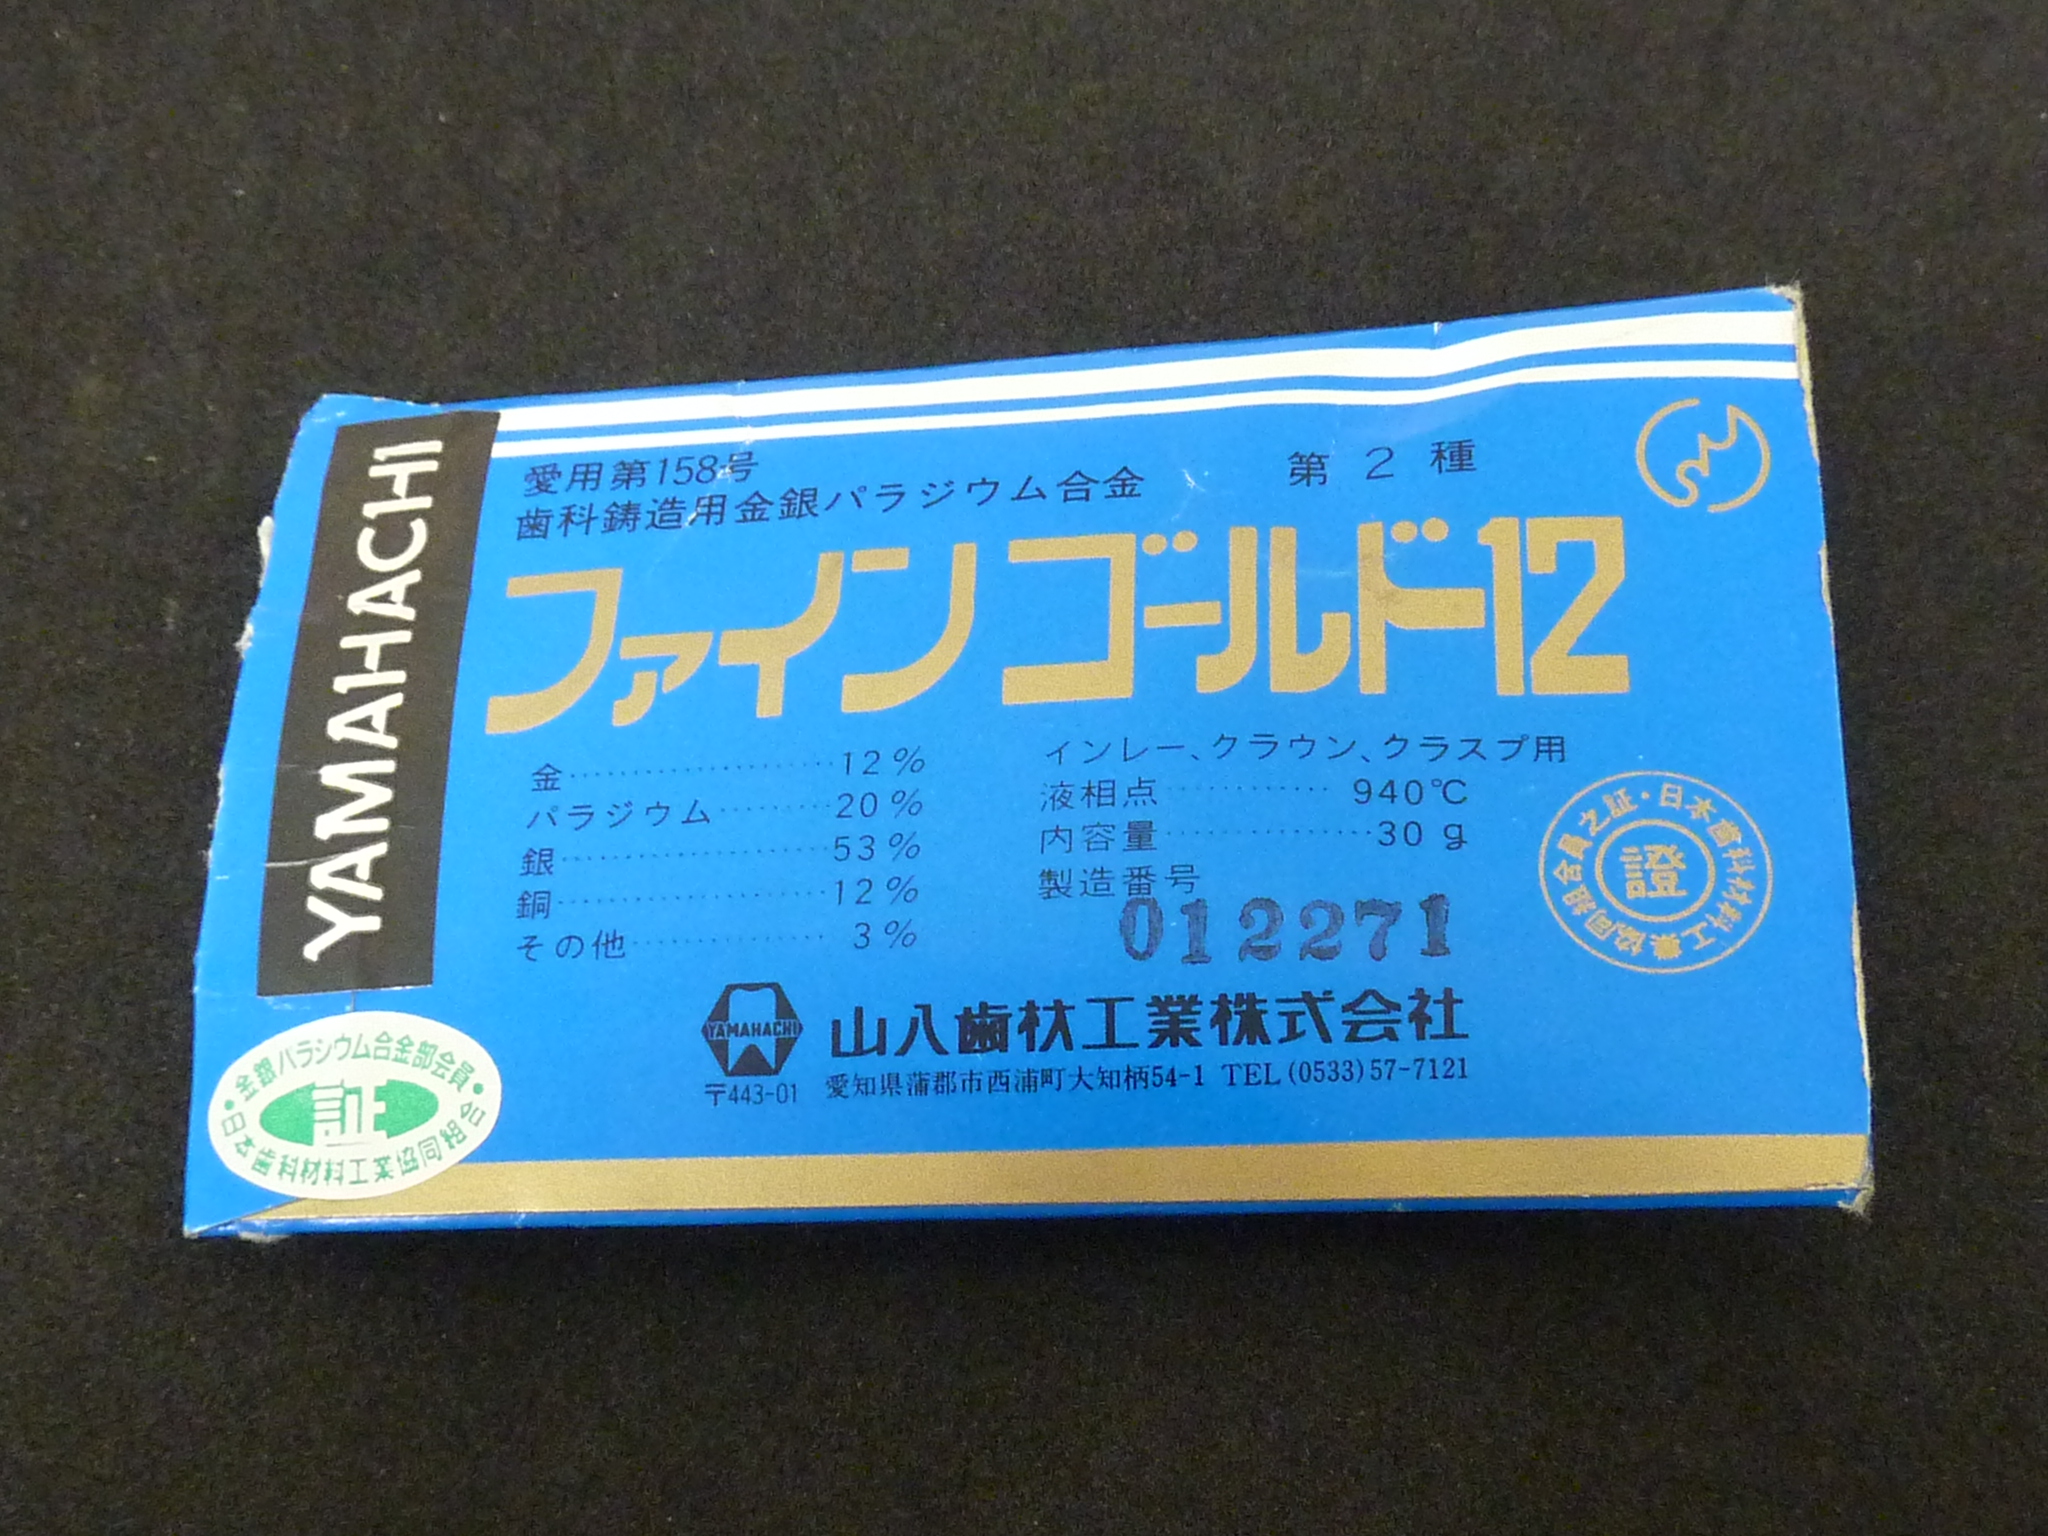 YAMAHACHI
愛用第158号
歯科鋳造用金銀パラジウム合金 第2種
ファインゴールド12
金 12%
パラジウム 20%
銀 53%
銅 12%
その他 3%
インレー、クラウン、クラスプ用
液相点 940℃
内容量 30g
製造番号
012271
日本歯科材料工業協同組合員之証
證
YAMAHACHI
山八歯材工業株式会社
〒443-01 愛知県蒲郡市西浦町大知柄54-1 TEL(0533)57-7121
金銀パラジウム合金部会員
証
日本歯科材料工業協同組合